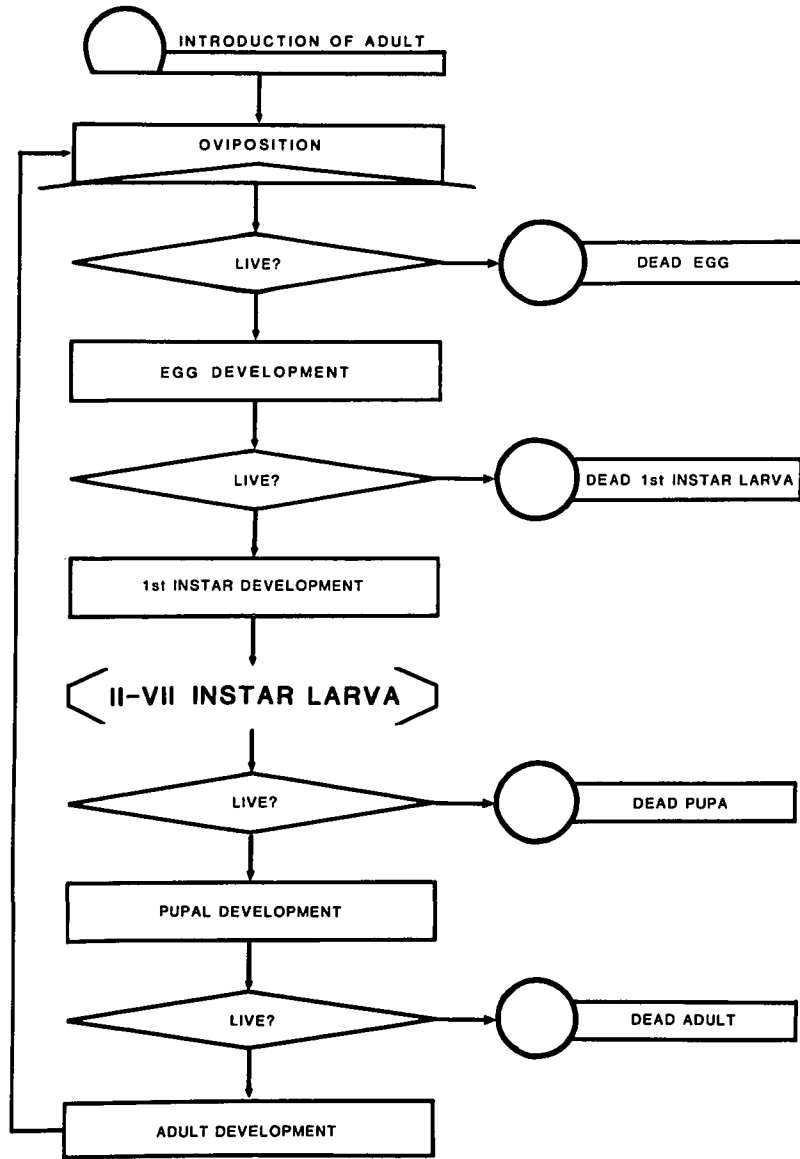 INTRODUCTION OF ADULT
OVIPOSITION
LIVE?
DEAD EGG
EGG DEVELOPMENT
LIVE?
DEAD 1st INSTAR LARVA
1st INSTAR DEVELOPMENT
II-VII INSTAR LARVA
LIVE?
DEAD PUPA
PUPAL DEVELOPMENT
LIVE?
DEAD ADULT
ADULT DEVELOPMENT